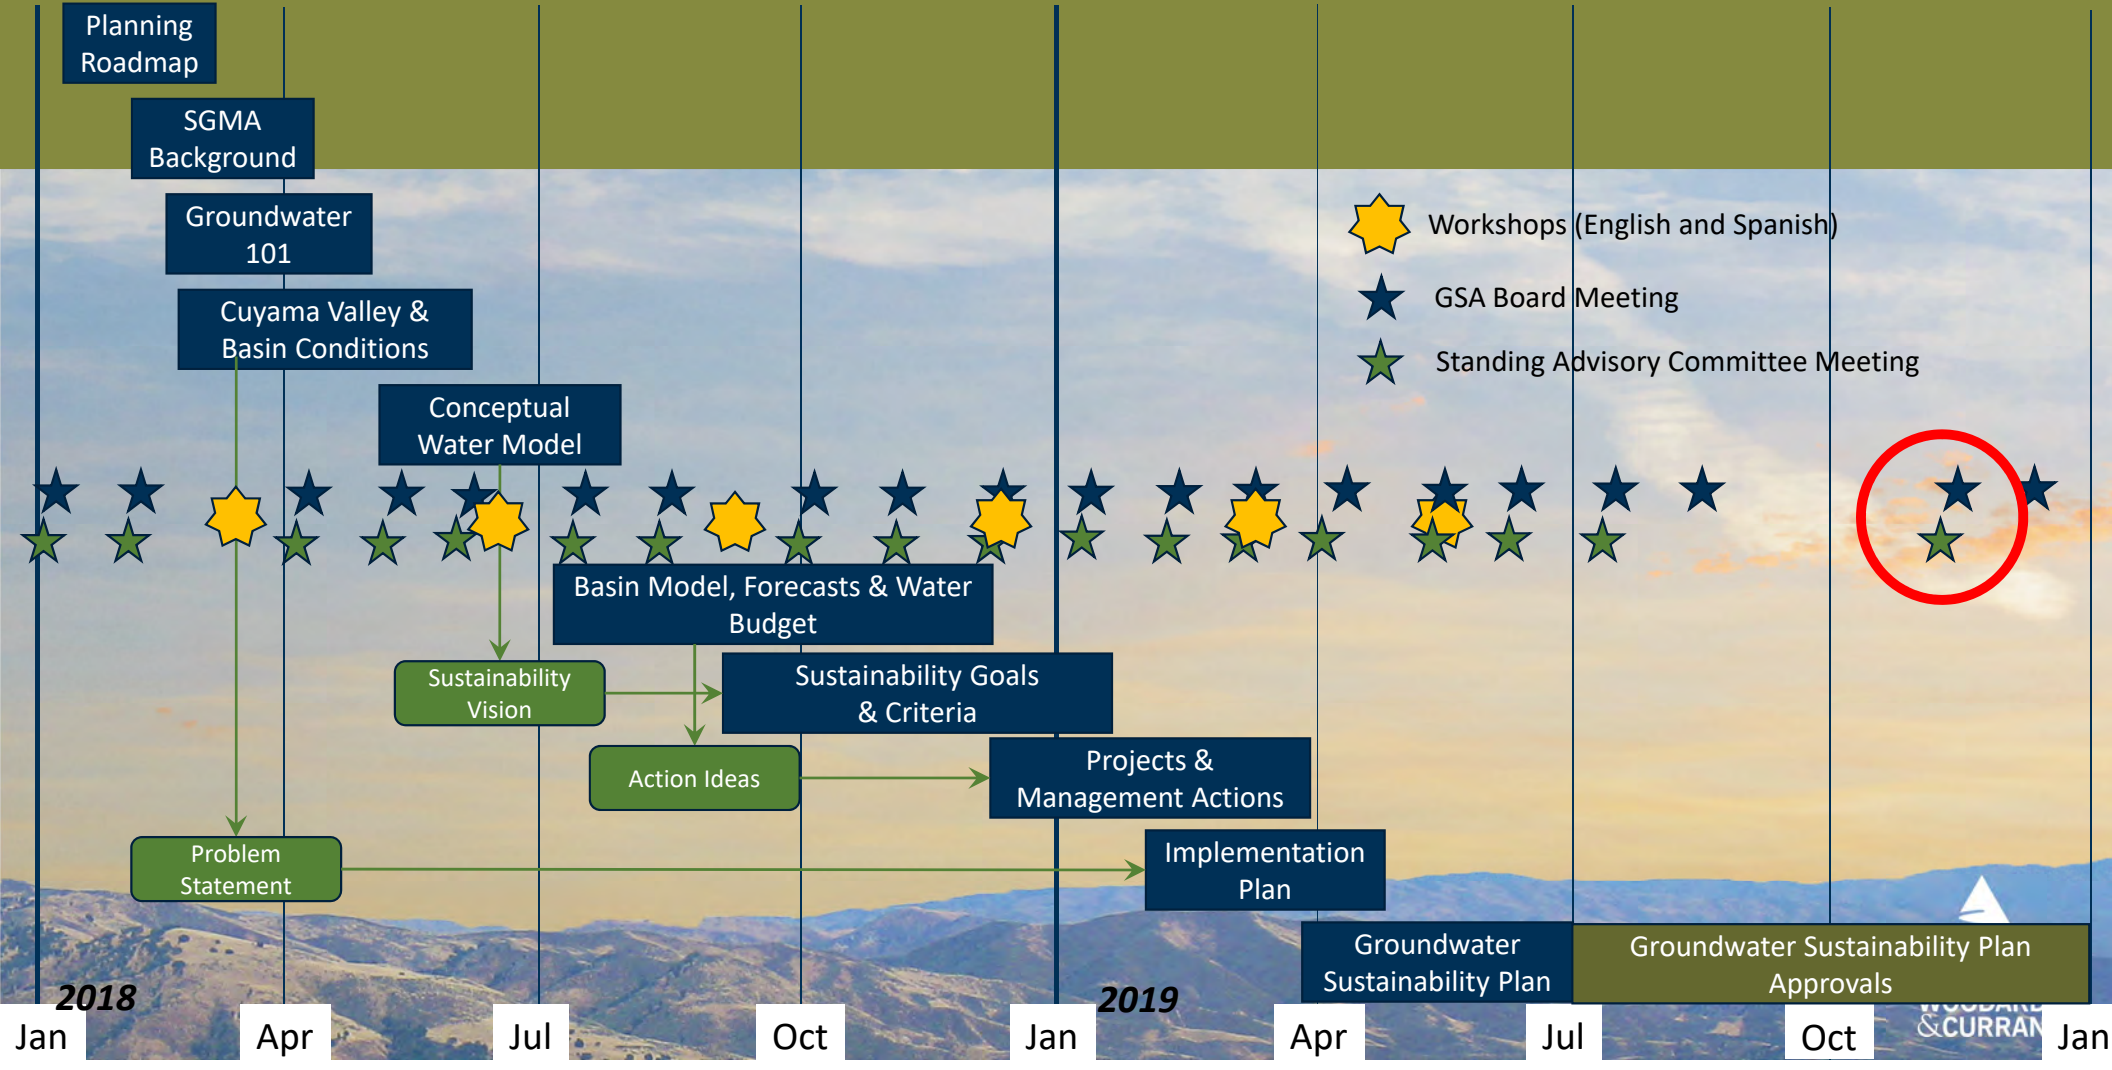 Planning
Roadmap
SGMA
Background
Groundwater
101
Workshops (English and Spanish)
GSA Board Meeting
Standing Advisory Committee Meeting
Cuyama Valley &
Basin Conditions
Conceptual
Water Model
Basin Model, Forecasts & Water
Budget
Sustainability
Vision
Sustainability Goals
& Criteria
Action Ideas
Projects &
Management Actions
Problem
Statement
Implementation
Plan
Groundwater
Sustainability Plan
Groundwater Sustainability Plan
Approvals
2018
2019
WOODARD
&CURRAN
Jan
Apr
Jul
Oct
Jan
Apr
Jul
Oct
Jan